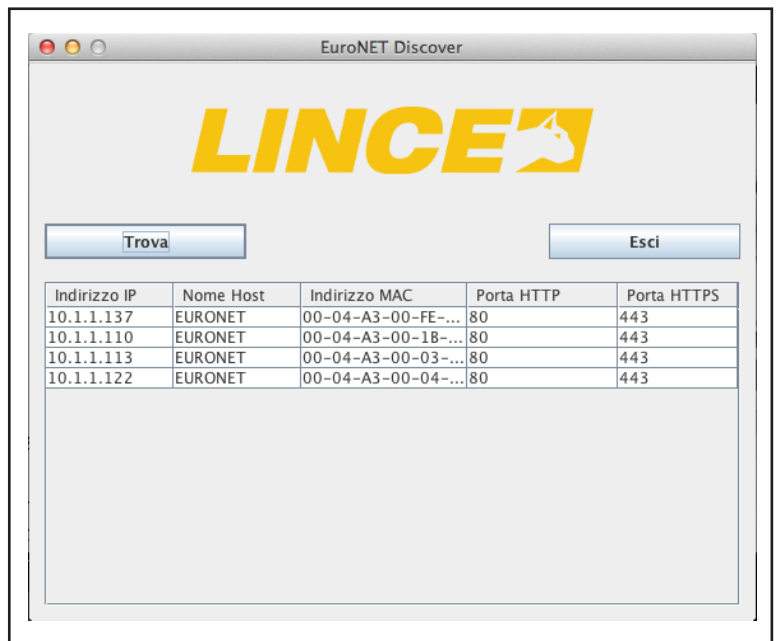 EuroNET Discover
LINCE
Trova Esci
Indirizzo IP Nome Host Indirizzo MAC Porta HTTP Porta HTTPS
10.1.1.137 EURONET 00-04-A3-00-FE-... 80 443
10.1.1.110 EURONET 00-04-A3-00-1B-... 80 443
10.1.1.113 EURONET 00-04-A3-00-03-... 80 443
10.1.1.122 EURONET 00-04-A3-00-04-... 80 443